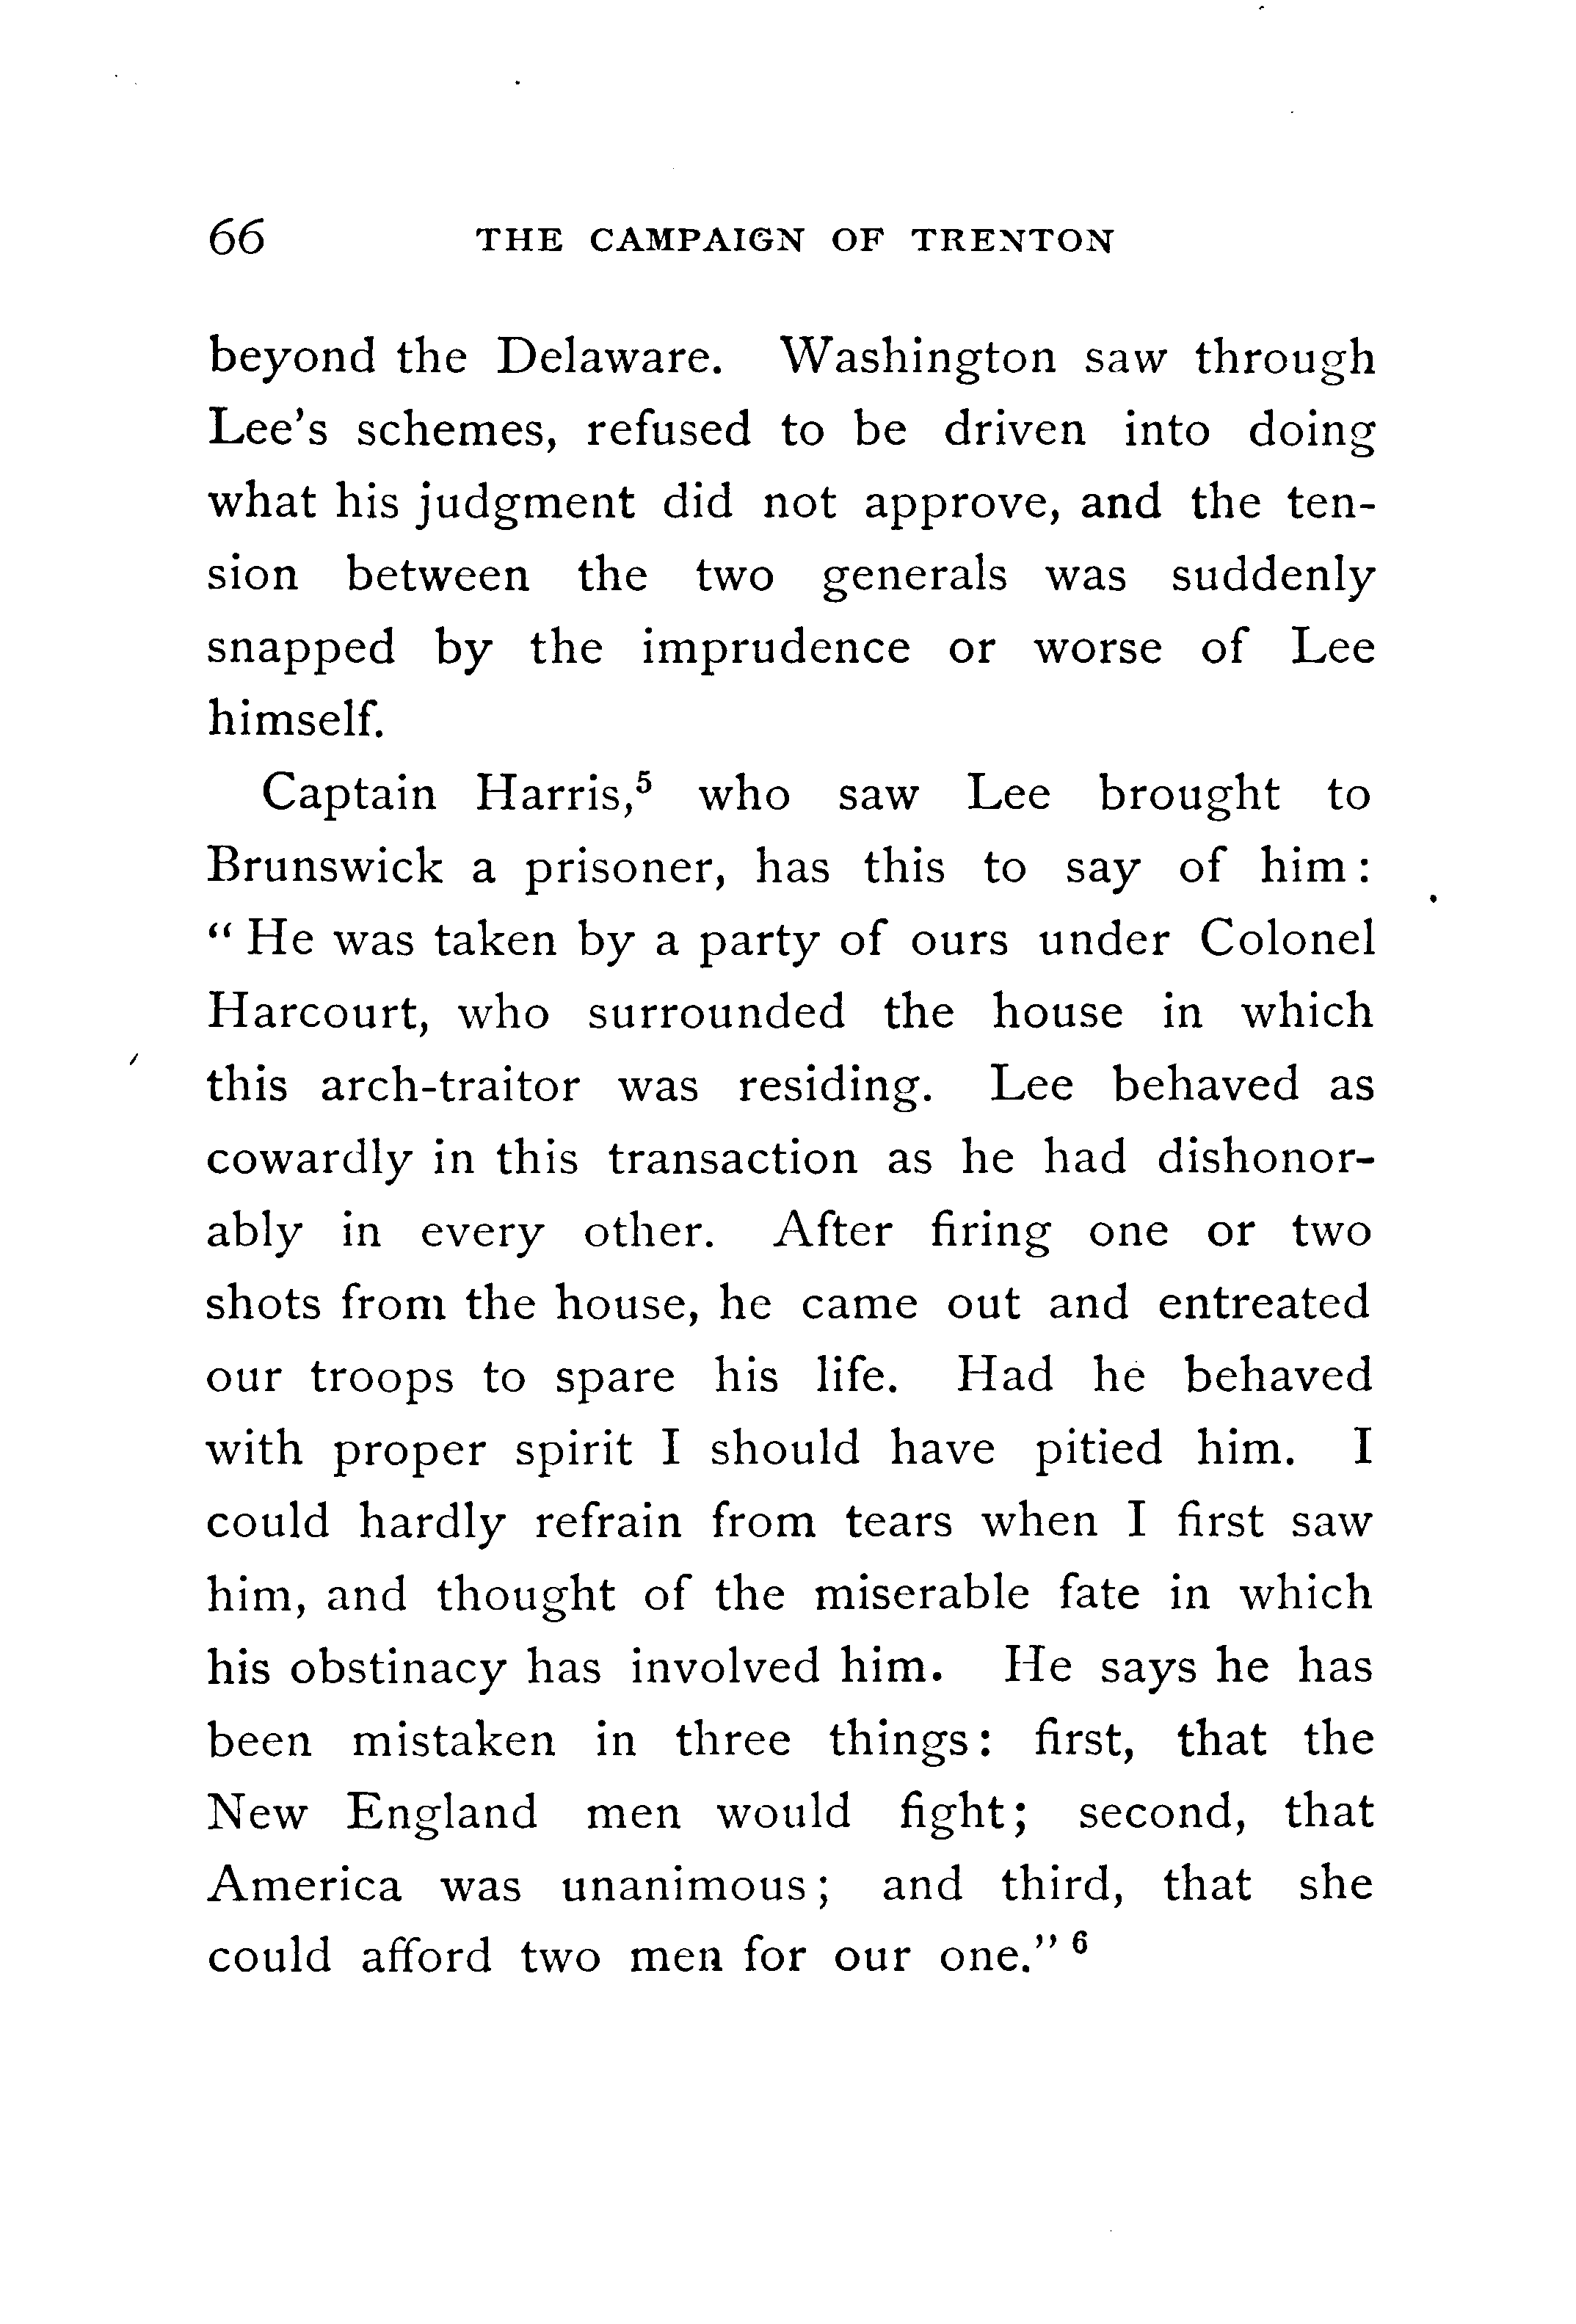 66 THE CAMPAIGN OF TRENTON
beyond the Delaware. Washington saw through
Lee's schemes, refused to be driven into doing
what his judgment did not approve, and the ten-
sion between the two generals was suddenly
snapped by the imprudence or worse of Lee
himself.
Captain Harris,⁵ who saw Lee brought to
Brunswick a prisoner, has this to say of him:
“He was taken by a party of ours under Colonel
Harcourt, who surrounded the house in which
this arch-traitor was residing. Lee behaved as
cowardly in this transaction as he had dishonor-
ably in every other. After firing one or two
shots from the house, he came out and entreated
our troops to spare his life. Had he behaved
with proper spirit I should have pitied him. I
could hardly refrain from tears when I first saw
him, and thought of the miserable fate in which
his obstinacy has involved him. He says he has
been mistaken in three things: first, that the
New England men would fight; second, that
America was unanimous; and third, that she
could afford two men for our one.”⁶